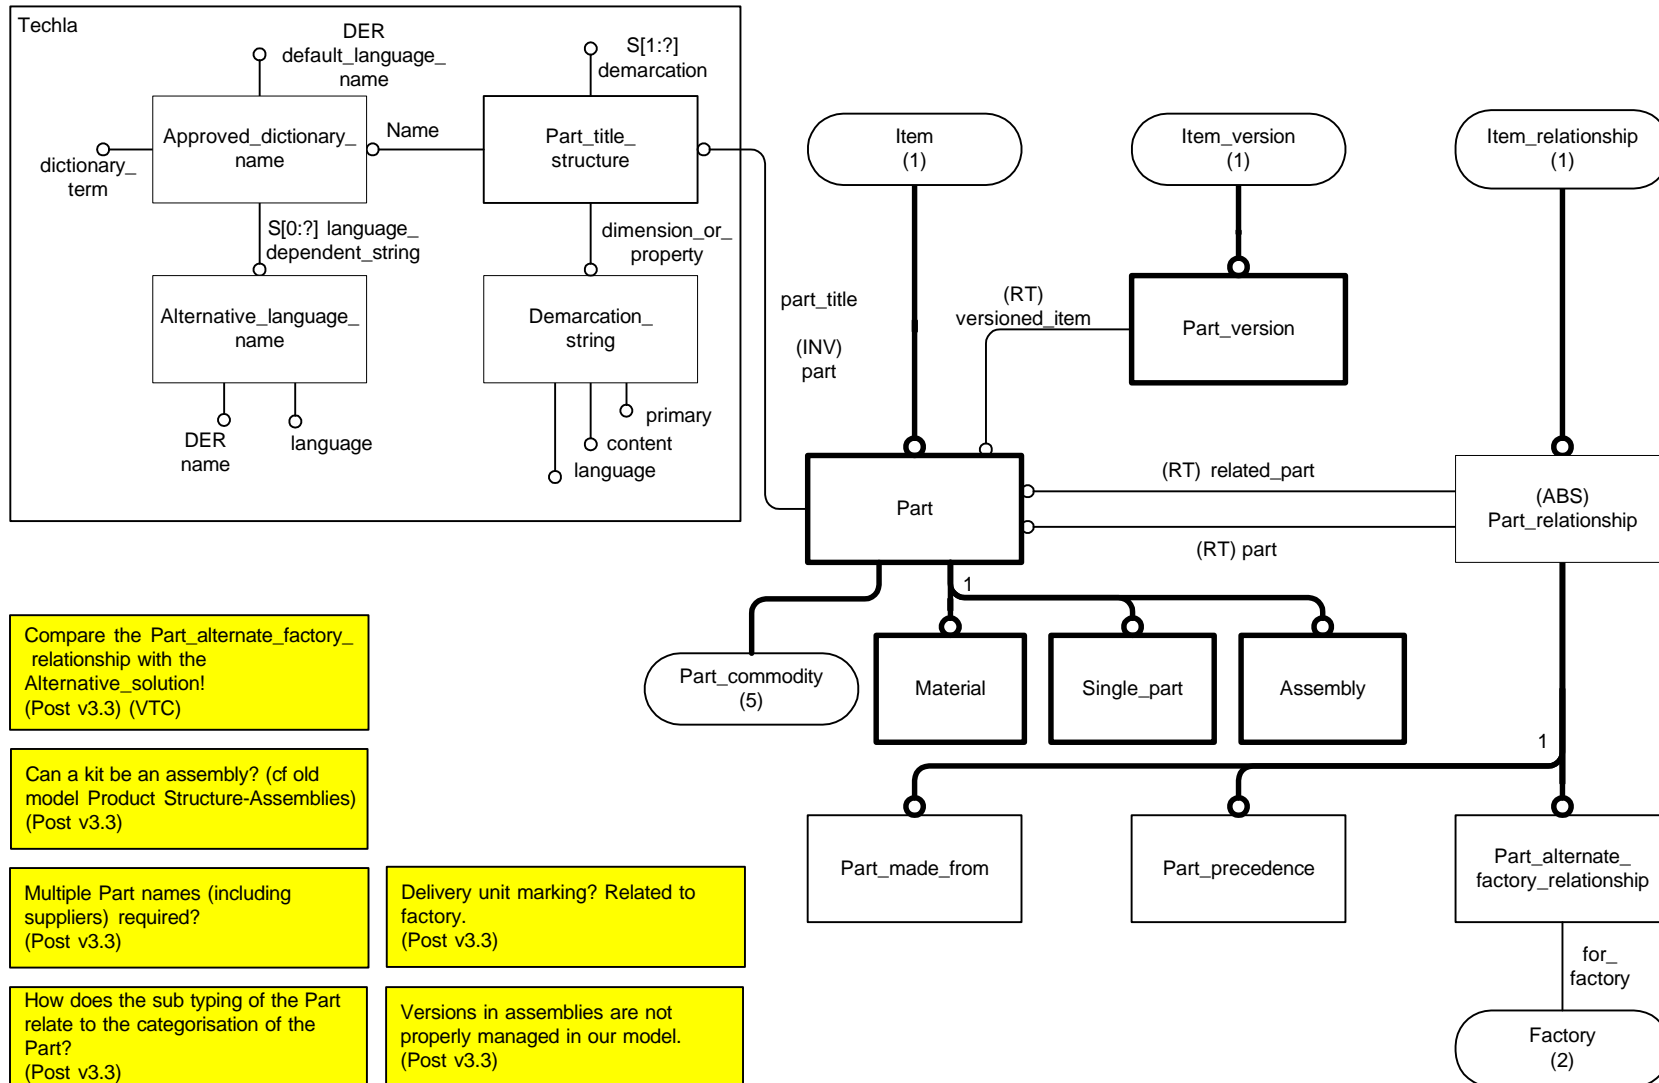 Techla
DER
default_language_
name
S[1:?]
demarcation
Approved_dictionary_
name
Name
Part_title_
structure
dictionary_
term
S[0:?] language_
dependent_string
dimension_or_
property
Alternative_language_
name
Demarcation_
string
DER
name
language
primary
content
language
Item
(1)
Item_version
(1)
Item_relationship
(1)
part_title
(INV)
part
(RT)
versioned_item
Part_version
Part
(RT) related_part
(RT) part
(ABS)
Part_relationship
1
Part_commodity
(5)
Material
Single_part
Assembly
1
Part_made_from
Part_precedence
Part_alternate_
factory_relationship
for_
factory
Factory
(2)
Compare the Part_alternate_factory_
relationship with the
Alternative_solution!
(Post v3.3) (VTC)
Can a kit be an assembly? (cf old
model Product Structure-Assemblies)
(Post v3.3)
Multiple Part names (including
suppliers) required?
(Post v3.3)
Delivery unit marking? Related to
factory.
(Post v3.3)
How does the sub typing of the Part
relate to the categorisation of the
Part?
(Post v3.3)
Versions in assemblies are not
properly managed in our model.
(Post v3.3)